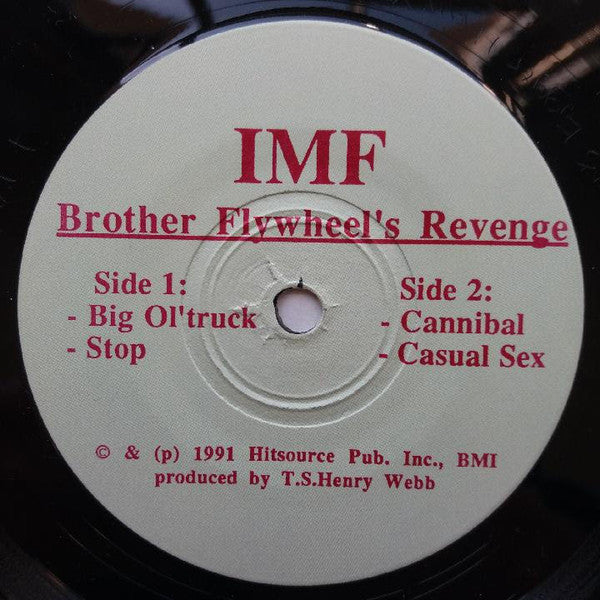 IMF
Brother Flywheel's Revenge
Side 1:
- Big Ol'truck
- Stop
Side 2:
- Cannibal
- Casual Sex
© & (p) 1991 Hitsource Pub. Inc., BMI
produced by T.S.Henry Webb